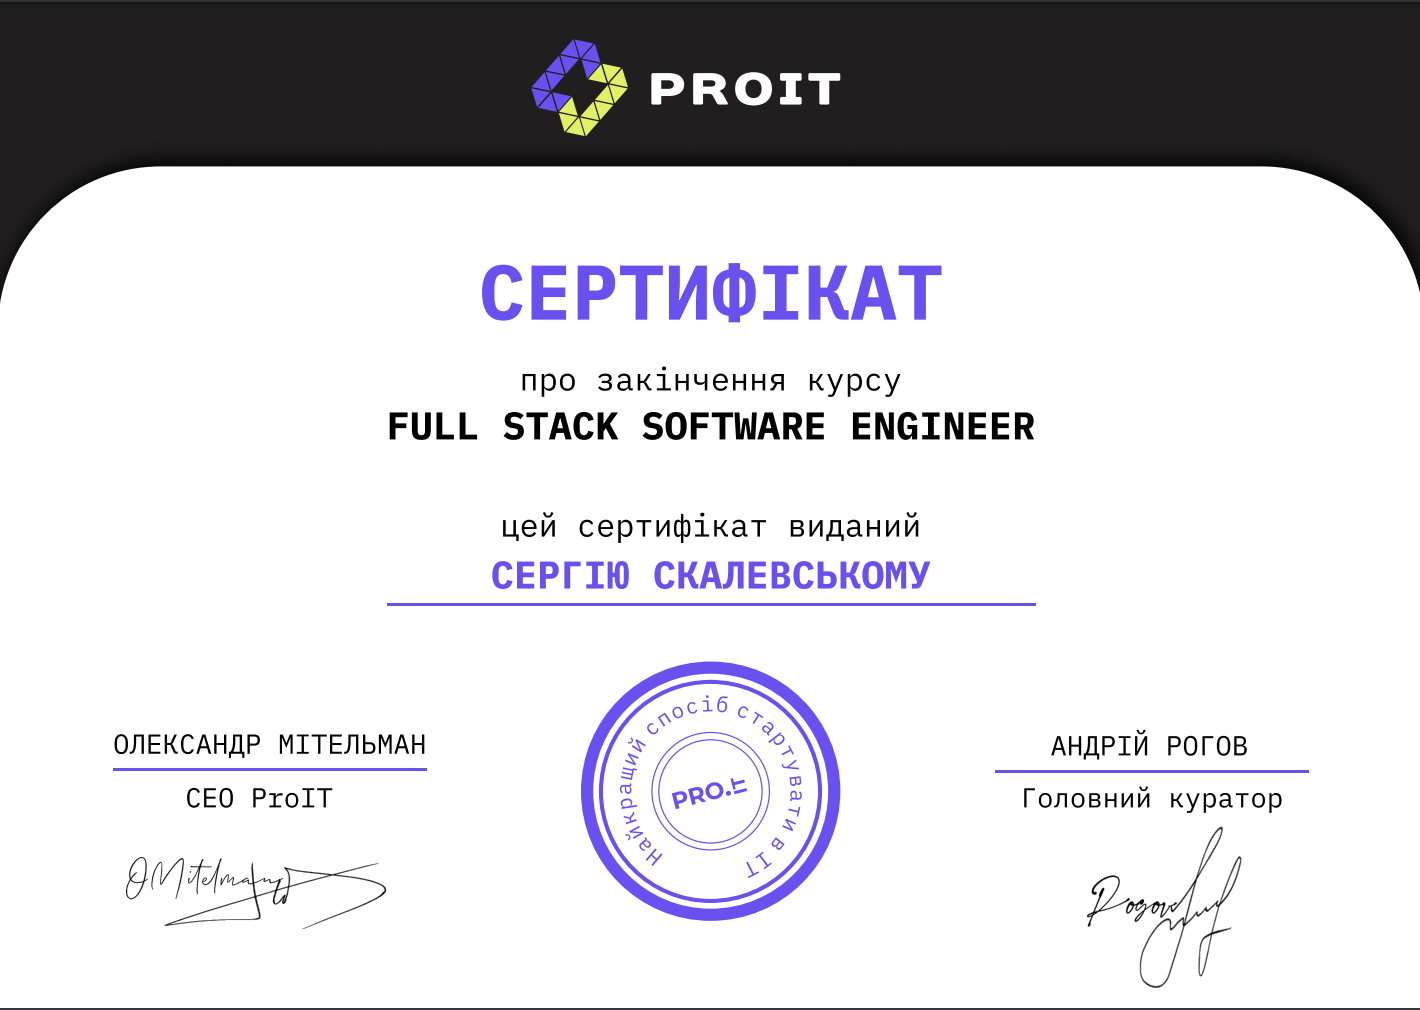 PROIT
СЕРТИФІКАТ
про закінчення курсу
FULL STACK SOFTWARE ENGINEER
цей сертифікат виданий
СЕРГІЮ СКАЛЕВСЬКОМУ
Найкращий спосіб стартувати в ІТ
PRO.IT
ОЛЕКСАНДР МІТЕЛЬМАН
CEO ProIT
OMitelman
АНДРІЙ РОГОВ
Головний куратор
Rogov